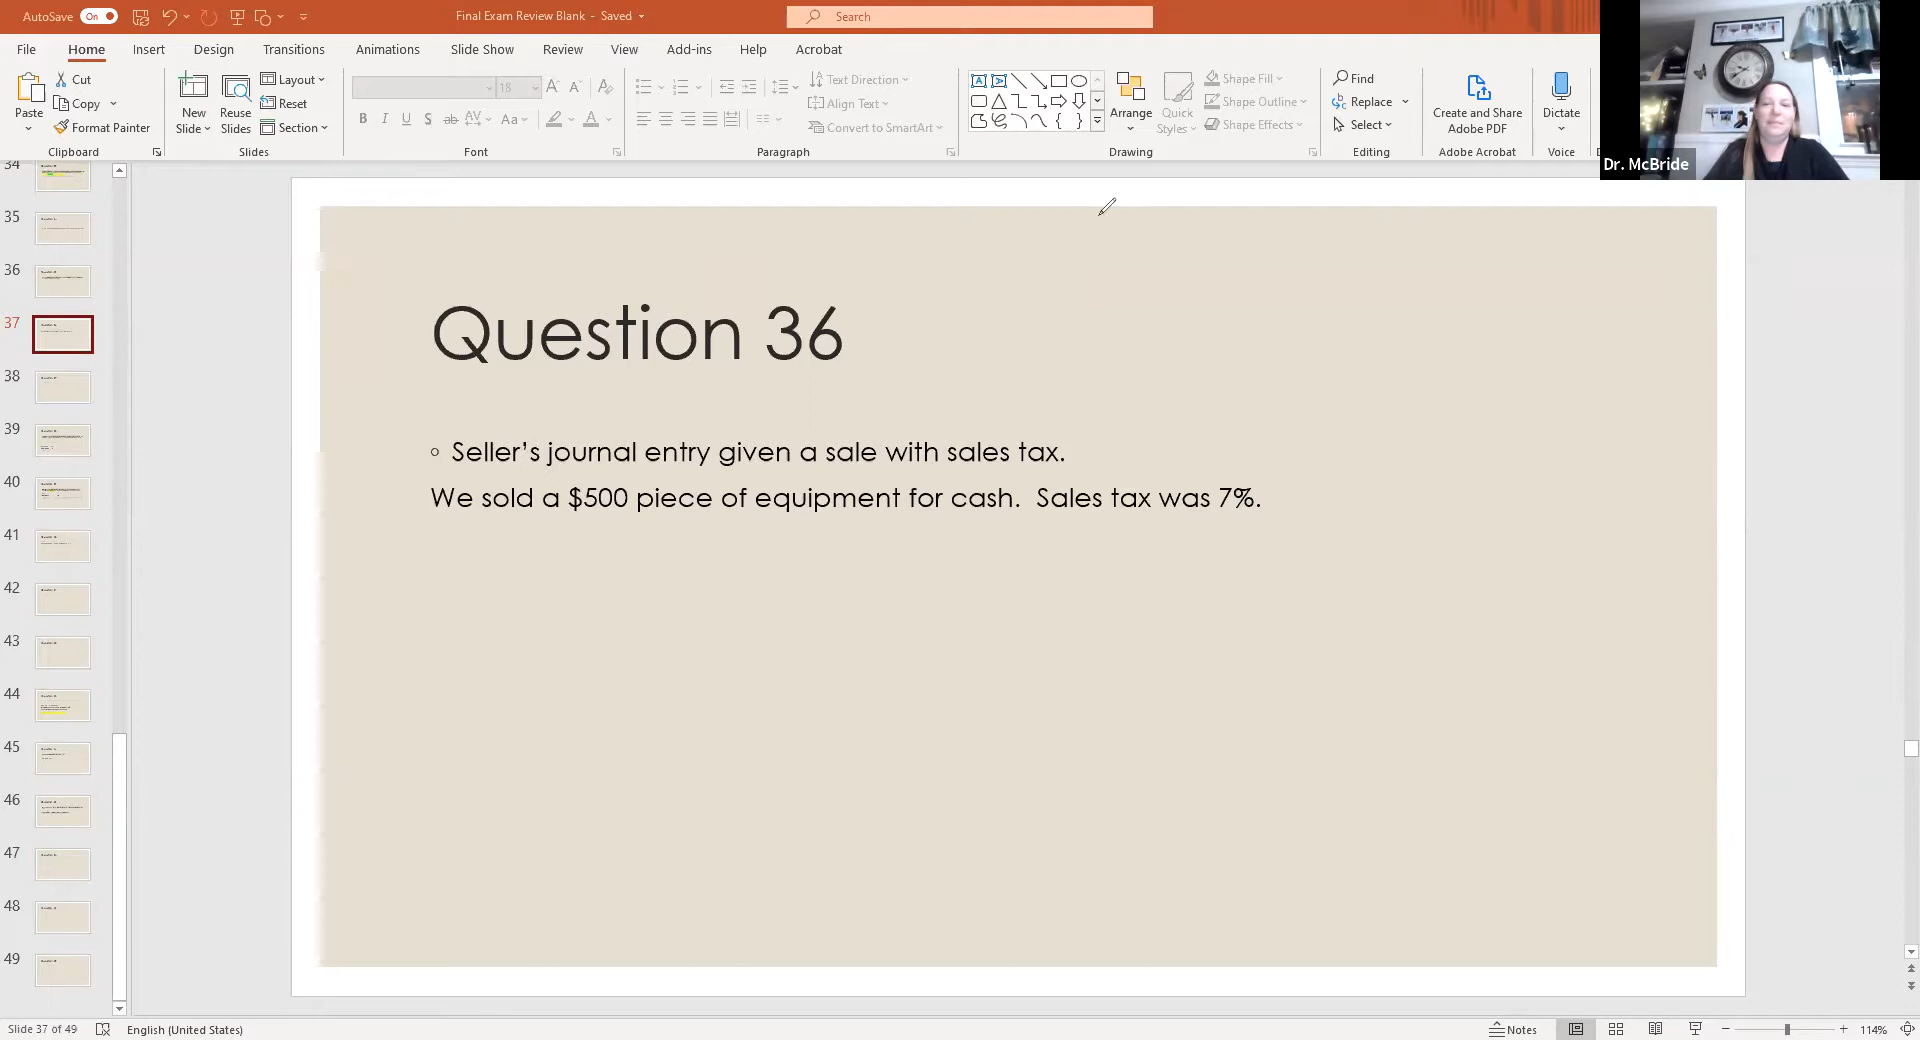 AutoSave On Final Exam Review Blank - Saved Search
File Home Insert Design Transitions Animations Slide Show Review View Add-ins Help Acrobat
Paste Cut Copy Format Painter
Clipboard
New Slide Reuse Slides Layout Reset Section
Slides
18
B I U S ab AV Aa A
Font
Text Direction
Align Text
Convert to SmartArt
Paragraph
Arrange Quick Styles
Shape Fill
Shape Outline
Shape Effects
Drawing
Find
Replace
Select
Editing
Create and Share Adobe PDF
Adobe Acrobat
Dictate
Voice
Dr. McBride
34
35
36
37
38
39
40
41
42
43
44
45
46
47
48
49
Question 36
Seller's journal entry given a sale with sales tax.
We sold a $500 piece of equipment for cash. Sales tax was 7%.
Slide 37 of 49 English (United States) Notes 114%